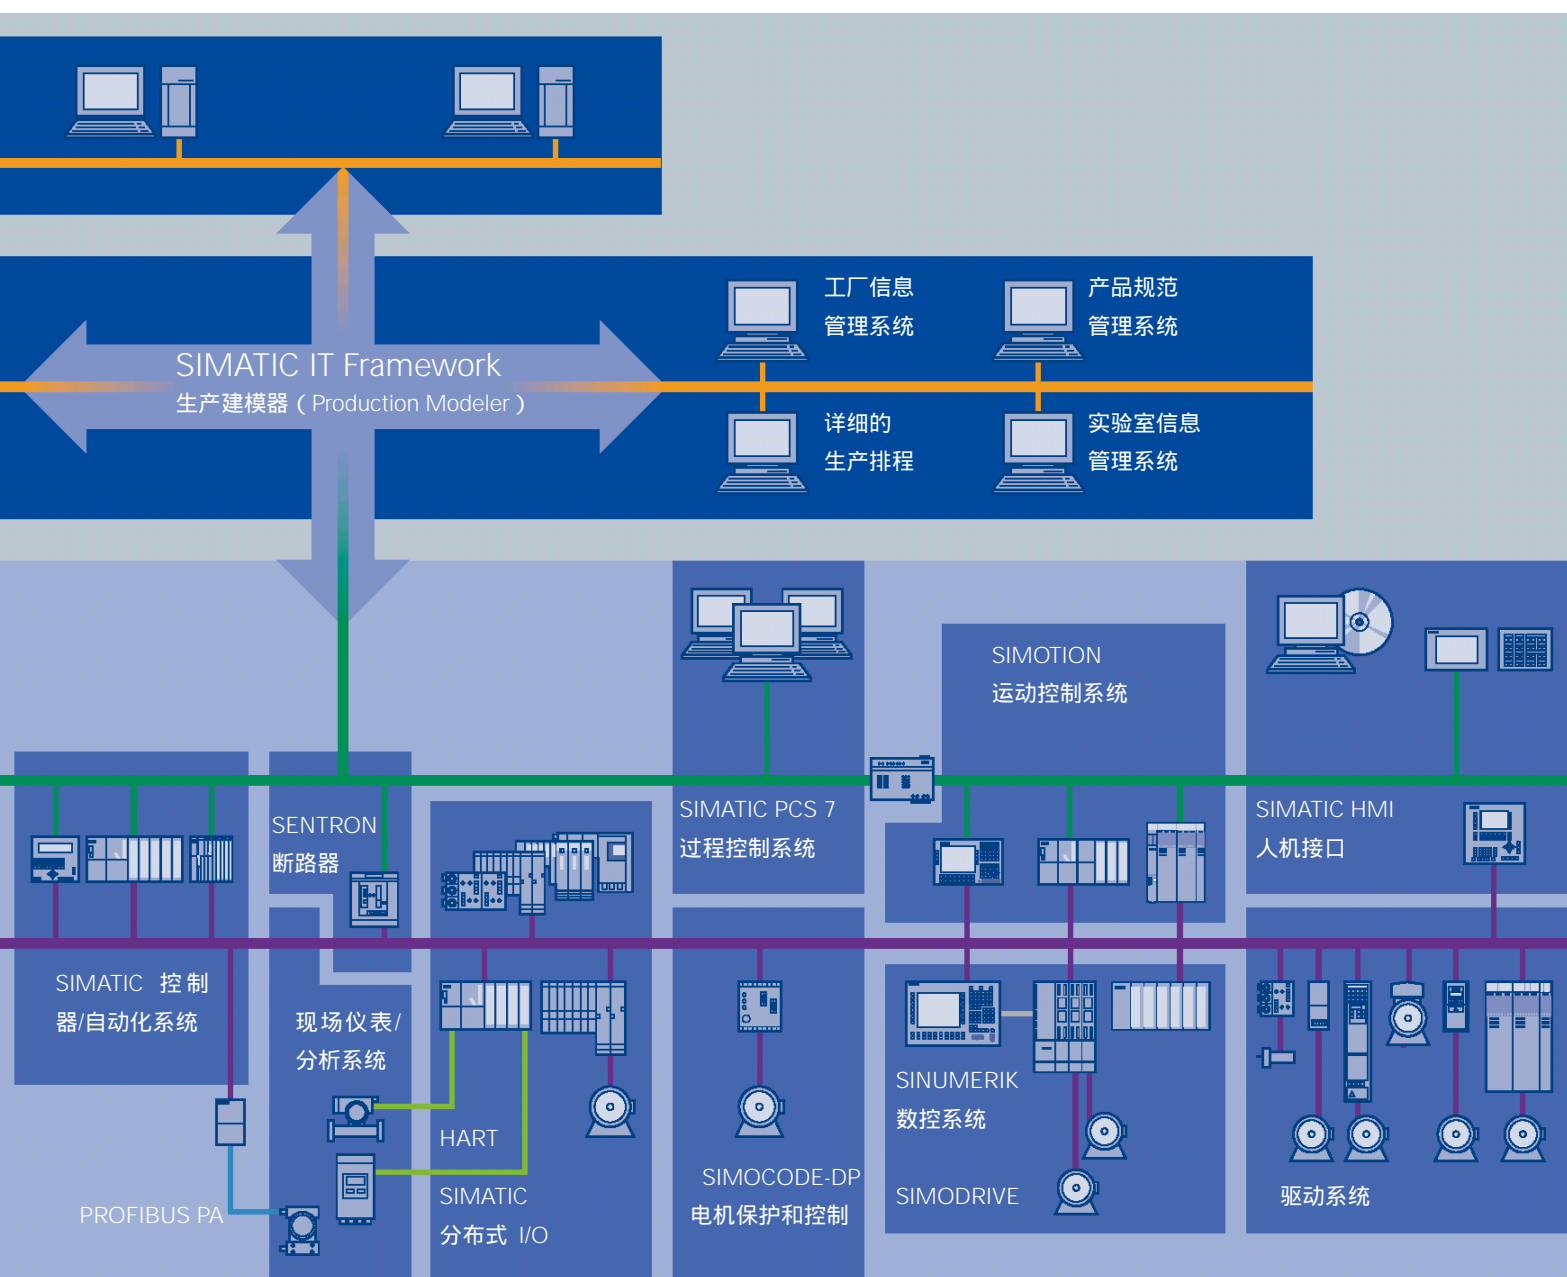 工厂信息
管理系统
产品规范
管理系统
SIMATIC IT Framework
生产建模器（Production Modeler）
详细的
生产排程
实验室信息
管理系统
SIMOTION
运动控制系统
SENTRON
断路器
SIMATIC PCS 7
过程控制系统
SIMATIC HMI
人机接口
SIMATIC 控制
器/自动化系统
现场仪表/
分析系统
HART
SIMATIC
分布式 I/O
PROFIBUS PA
SIMOCODE-DP
电机保护和控制
SINUMERIK
数控系统
SIMODRIVE
驱动系统